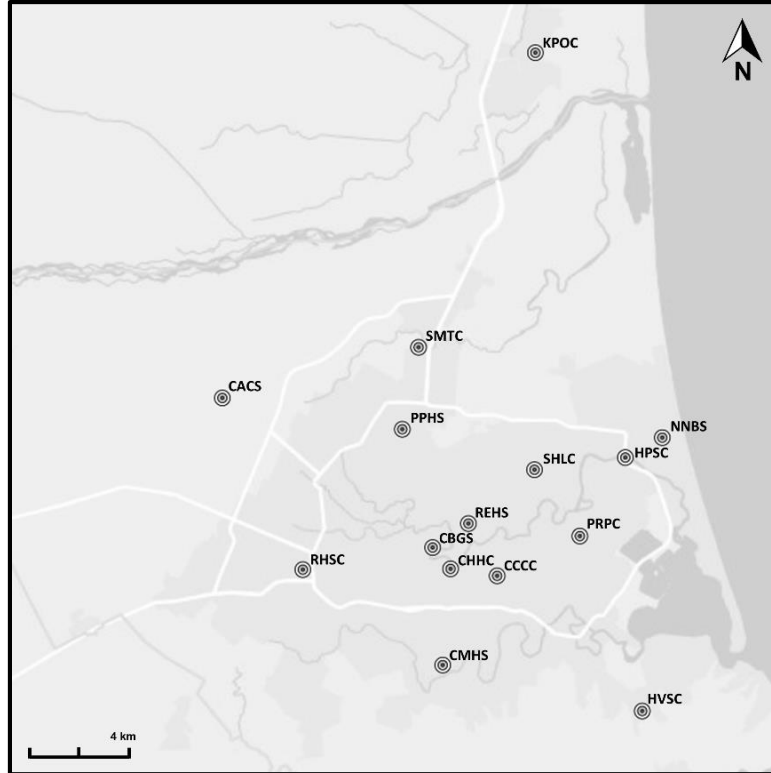 KPOC
N
SMTC
CACS
PPHS
NNBS
HPSC
SHLC
REHS
PRPC
CBGS
CHHC
CCCC
RHSC
CMHS
HVSC
4 km